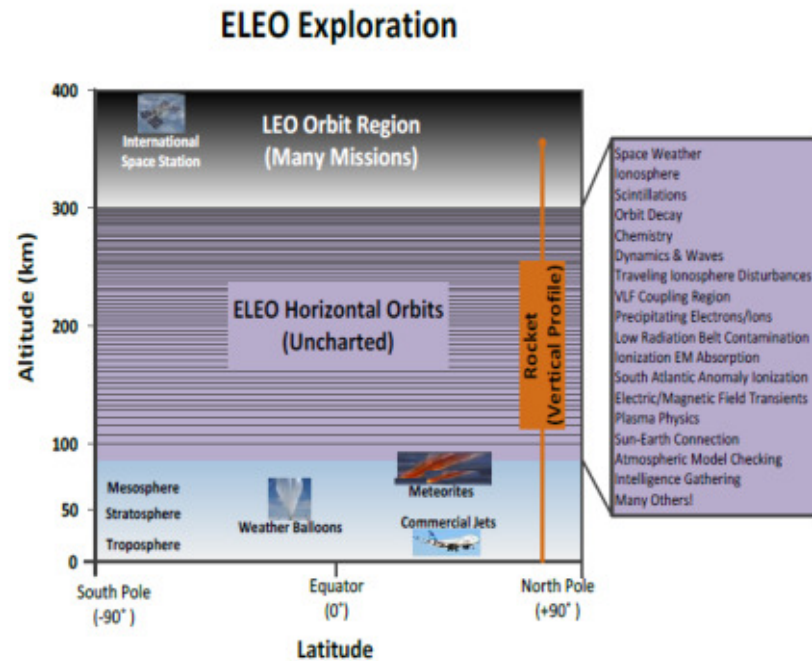 ELEO Exploration
400
300
200
100
50
0
Altitude (km)
International
Space Station
LEO Orbit Region
(Many Missions)
ELEO Horizontal Orbits
(Uncharted)
Rocket
(Vertical Profile)
Mesosphere
Stratosphere
Troposphere
Weather Balloons
Meteorites
Commercial Jets
South Pole
(-90°)
Equator
(0°)
North Pole
(+90°)
Latitude
Space Weather
Ionosphere
Scintillations
Orbit Decay
Chemistry
Dynamics & Waves
Traveling Ionosphere Disturbances
VLF Coupling Region
Precipitating Electrons/Ions
Low Radiation Belt Contamination
Ionization EM Absorption
South Atlantic Anomaly Ionization
Electric/Magnetic Field Transients
Plasma Physics
Sun-Earth Connection
Atmospheric Model Checking
Intelligence Gathering
Many Others!